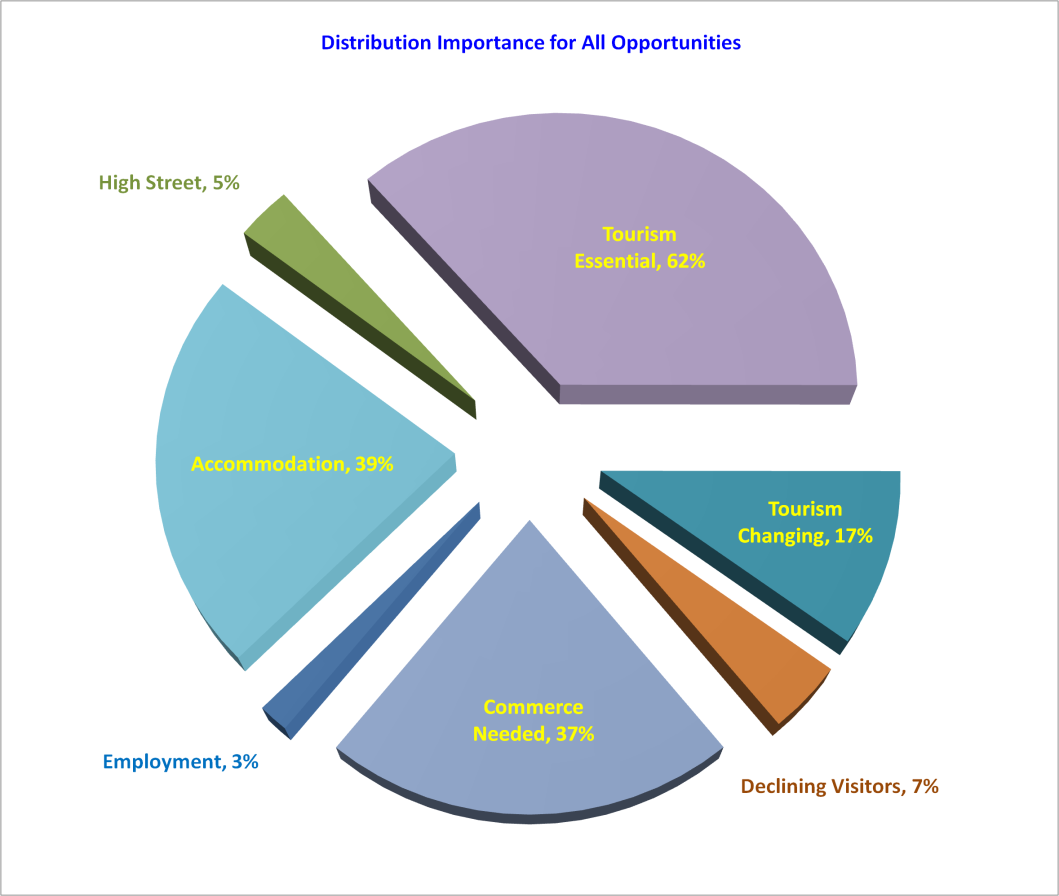 Distribution Importance for All Opportunities
High Street, 5%
Tourism
Essential, 62%
Accommodation, 39%
Tourism
Changing, 17%
Commerce
Needed, 37%
Employment, 3%
Declining Visitors, 7%